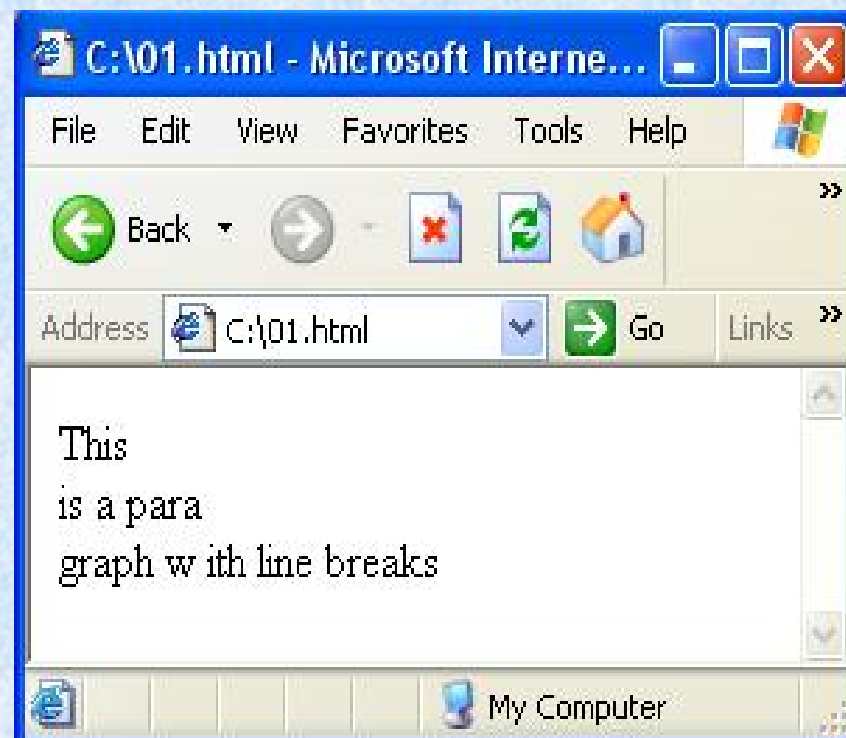 C:\01.html - Microsoft Interne...
File Edit View Favorites Tools Help
Back
Address C:\01.html Go Links
This
is a para
graph w ith line breaks
My Computer